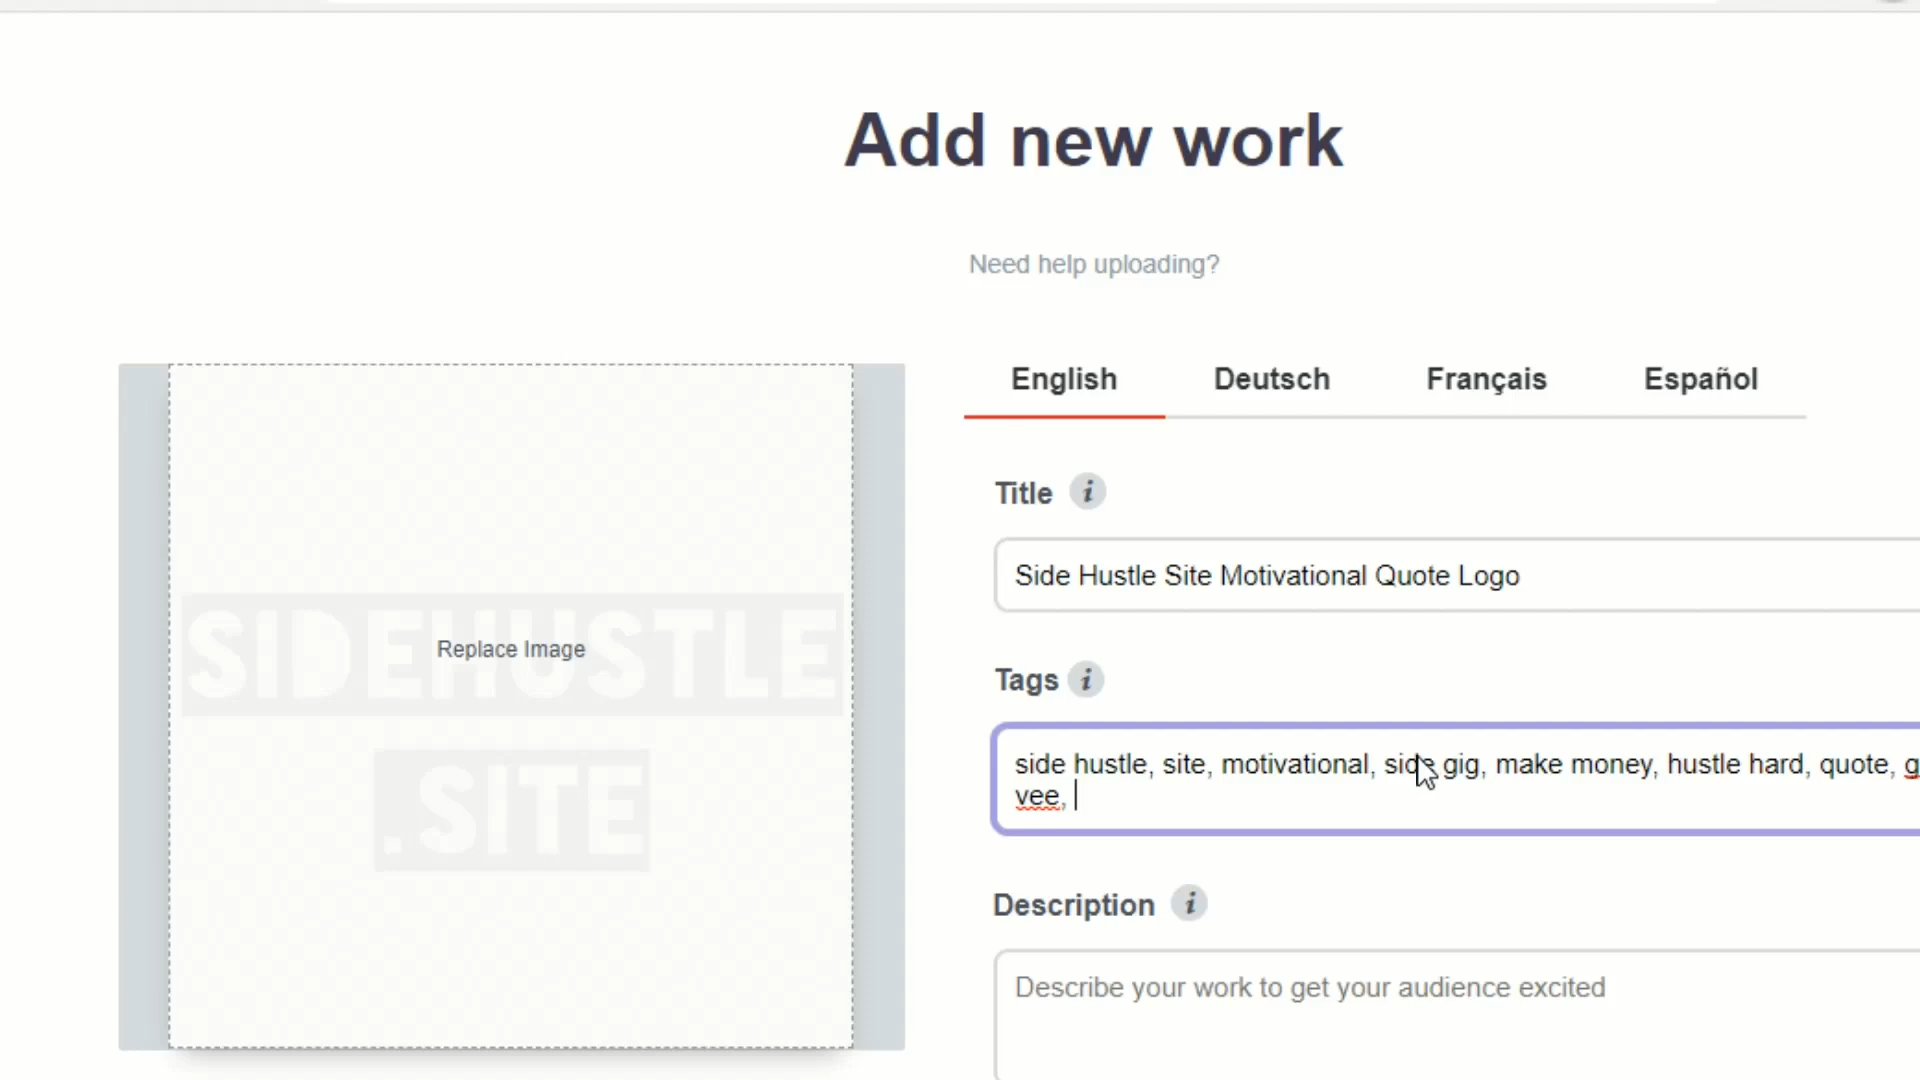 Add new work
Need help uploading?
English Deutsch Français Español
Title i
Side Hustle Site Motivational Quote Logo
Tags i
side hustle, site, motivational, side gig, make money, hustle hard, quote,
vee,
Description i
Describe your work to get your audience excited
SIDEHUSTLE
Replace Image
.SITE